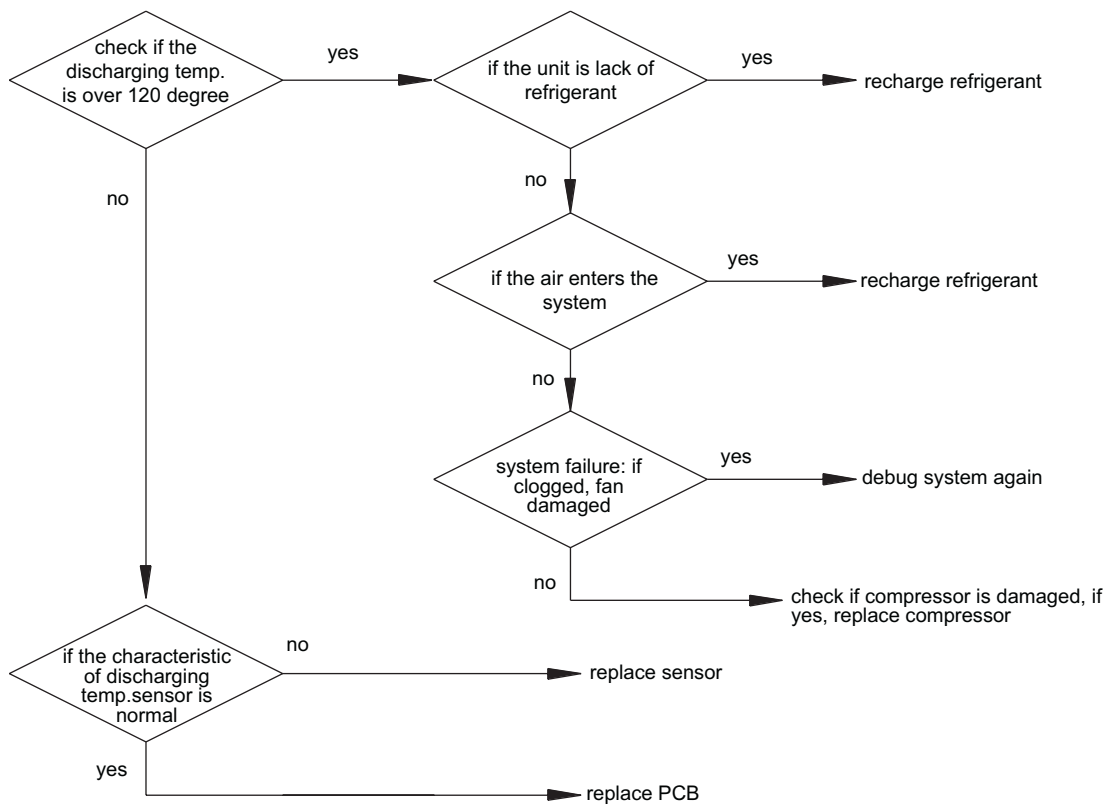 check if the
discharging temp.
is over 120 degree
yes
if the unit is lack of
refrigerant
yes
recharge refrigerant
no
no
if the air enters the
system
yes
recharge refrigerant
no
system failure: if
clogged, fan
damaged
yes
debug system again
no
check if compressor is damaged, if
yes, replace compressor
if the characteristic
of discharging
temp.sensor is
normal
no
replace sensor
yes
replace PCB